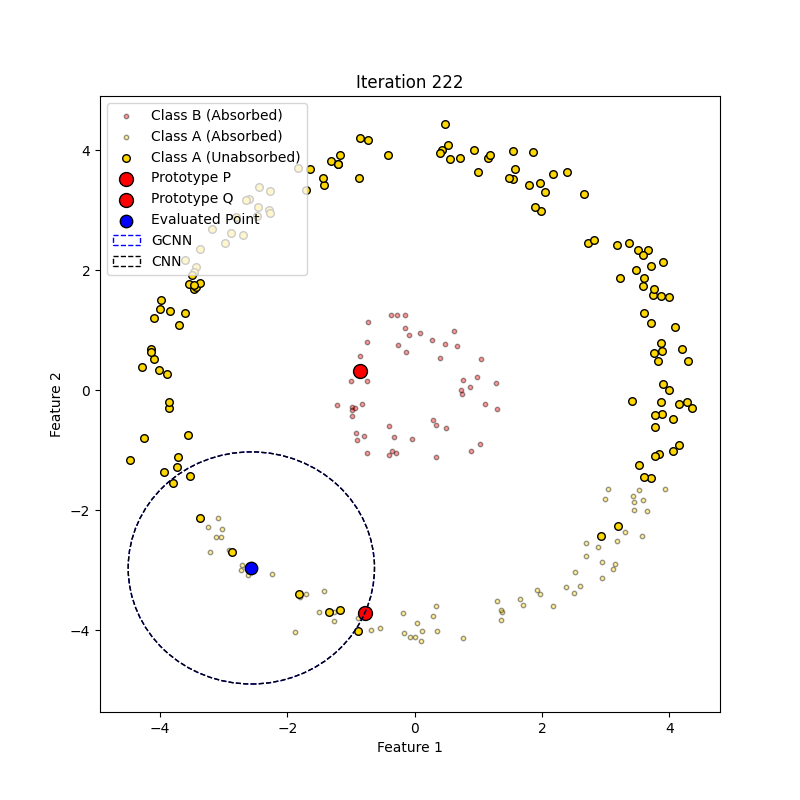 Iteration 222
Class B (Absorbed)
Class A (Absorbed)
Class A (Unabsorbed)
Prototype P
Prototype Q
Evaluated Point
GCNN
CNN
4
2
0
−2
−4
Feature 2
−4 −2 0 2 4
Feature 1